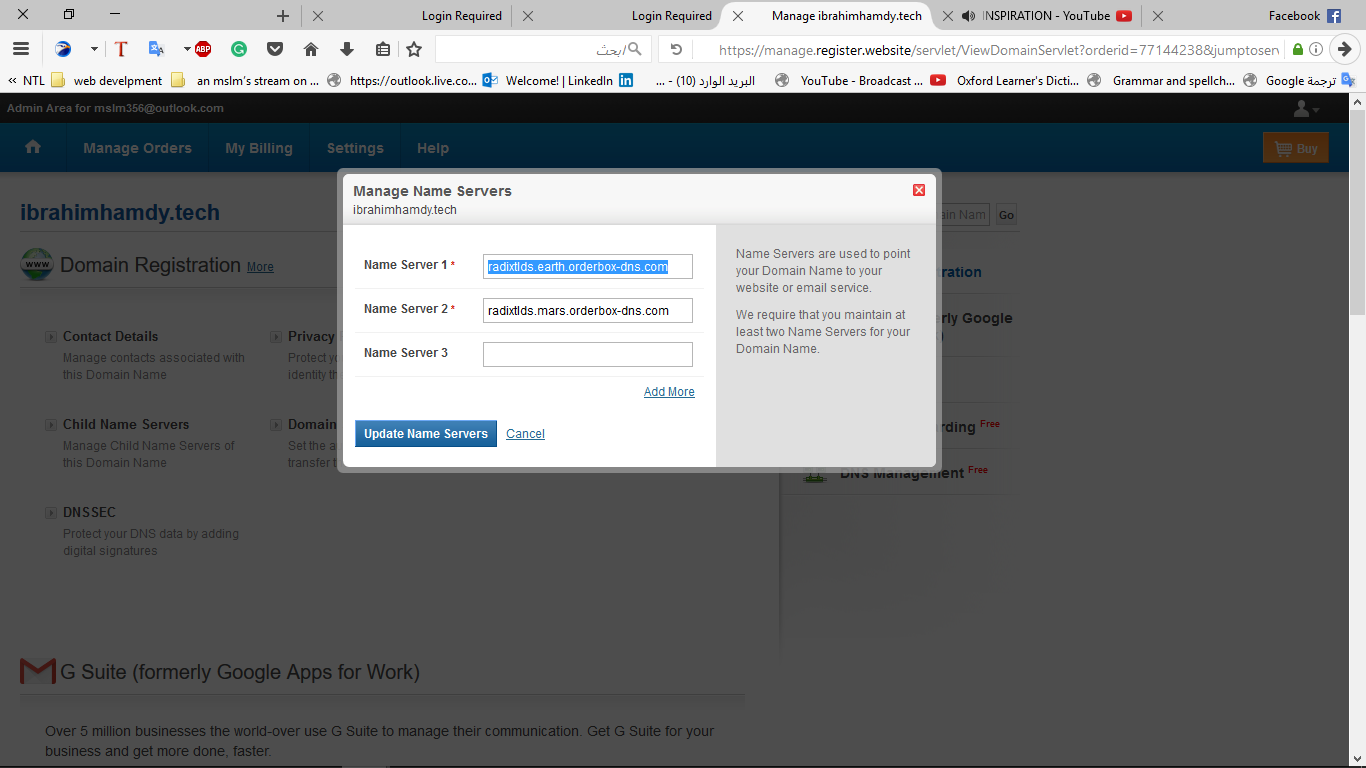 Login Required
Login Required
Manage ibrahimhamdy.tech
INSPIRATION - YouTube
Facebook
T
ABP
G
ابحث
https://manage.register.website/servlet/ViewDomainServlet?orderid=77144238&jumptosen
« NTL
web develpment
an mslm’s stream on ...
https://outlook.live.co...
Welcome! | LinkedIn
البريد الوارد (10) - ...
YouTube - Broadcast ...
Oxford Learner's Dicti...
Grammar and spellch...
ترجمة Google
Admin Area for mslm356@outlook.com
Manage Orders
My Billing
Settings
Help
Buy
ibrahimhamdy.tech
ain Nam
Go
WWW
Domain Registration More
Contact Details
Manage contacts associated with
this Domain Name
Privacy
Protect yo
identity th
Child Name Servers
Manage Child Name Servers of
this Domain Name
Domain
Set the au
transfer t
DNSSEC
Protect your DNS data by adding
digital signatures
Manage Name Servers
ibrahimhamdy.tech
Name Server 1 *
radixtlds.earth.orderbox-dns.com
Name Server 2 *
radixtlds.mars.orderbox-dns.com
Name Server 3
Add More
Update Name Servers
Cancel
Name Servers are used to point
your Domain Name to your
website or email service.
We require that you maintain at
least two Name Servers for your
Domain Name.
ration
rly Google
)
rding Free
DNS Management Free
G Suite (formerly Google Apps for Work)
Over 5 million businesses the world-over use G Suite to manage their communication. Get G Suite for your
business and get more done, faster.